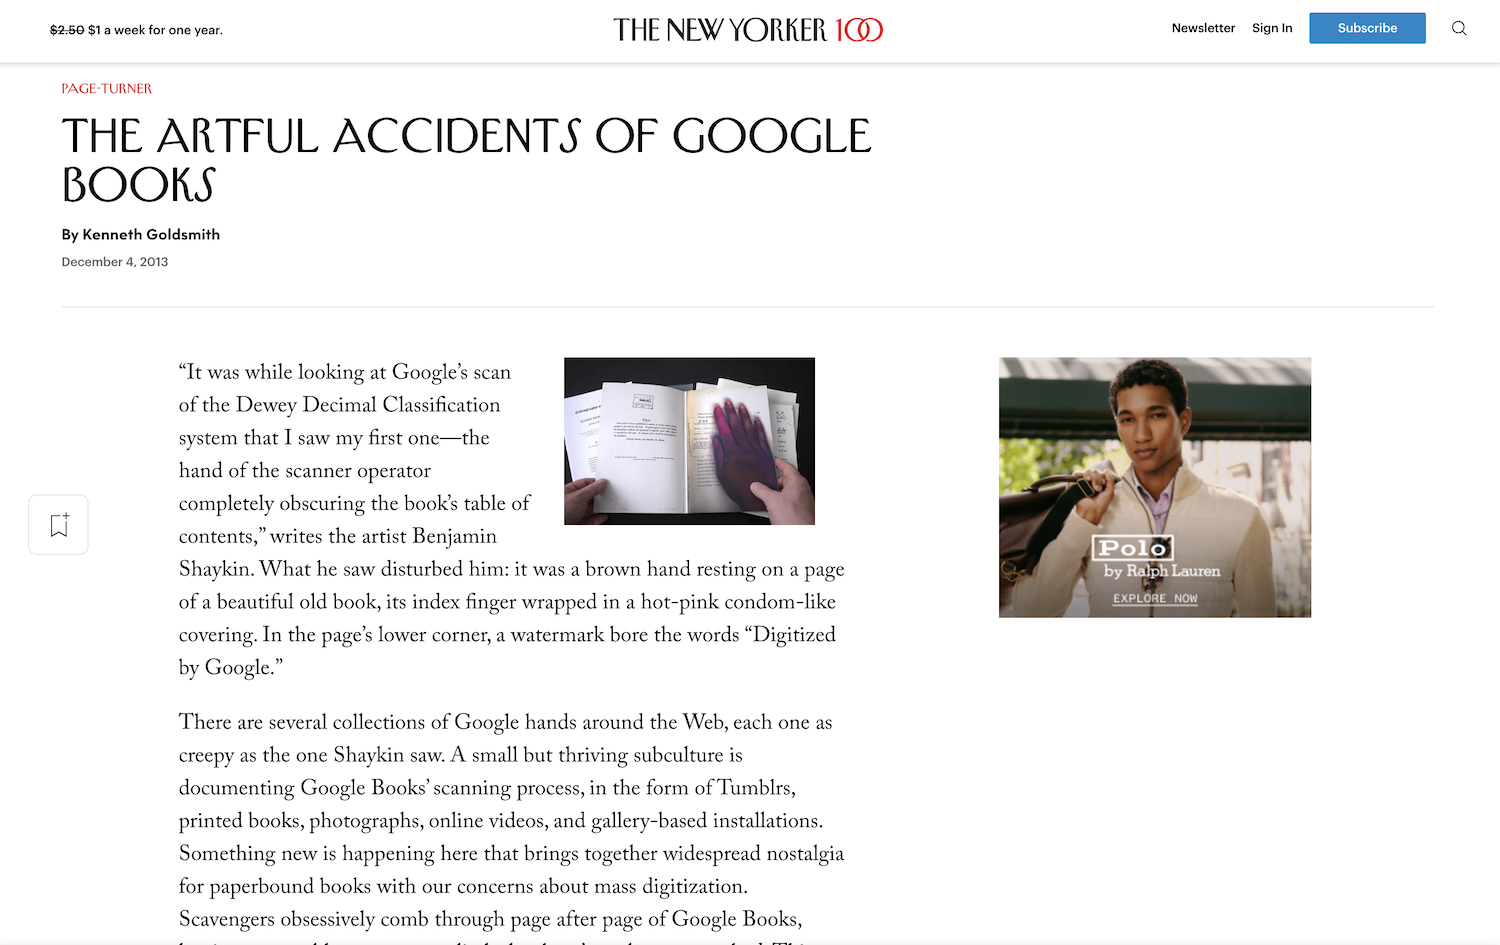 $2.50 $1 a week for one year.
THE NEW YORKER 100
Newsletter
Sign In
Subscribe
PAGE-TURNER
THE ARTFUL ACCIDENTS OF GOOGLE
BOOKS
By Kenneth Goldsmith
December 4, 2013
“It was while looking at Google’s scan
of the Dewey Decimal Classification
system that I saw my first one—the
hand of the scanner operator
completely obscuring the book’s table of
contents,” writes the artist Benjamin
Shaykin. What he saw disturbed him: it was a brown hand resting on a page
of a beautiful old book, its index finger wrapped in a hot-pink condom-like
covering. In the page’s lower corner, a watermark bore the words “Digitized
by Google.”
There are several collections of Google hands around the Web, each one as
creepy as the one Shaykin saw. A small but thriving subculture is
documenting Google Books’ scanning process, in the form of Tumblrs,
printed books, photographs, online videos, and gallery-based installations.
Something new is happening here that brings together widespread nostalgia
for paperbound books with our concerns about mass digitization.
Scavengers obsessively comb through page after page of Google Books,
Polo
by Ralph Lauren
EXPLORE NOW